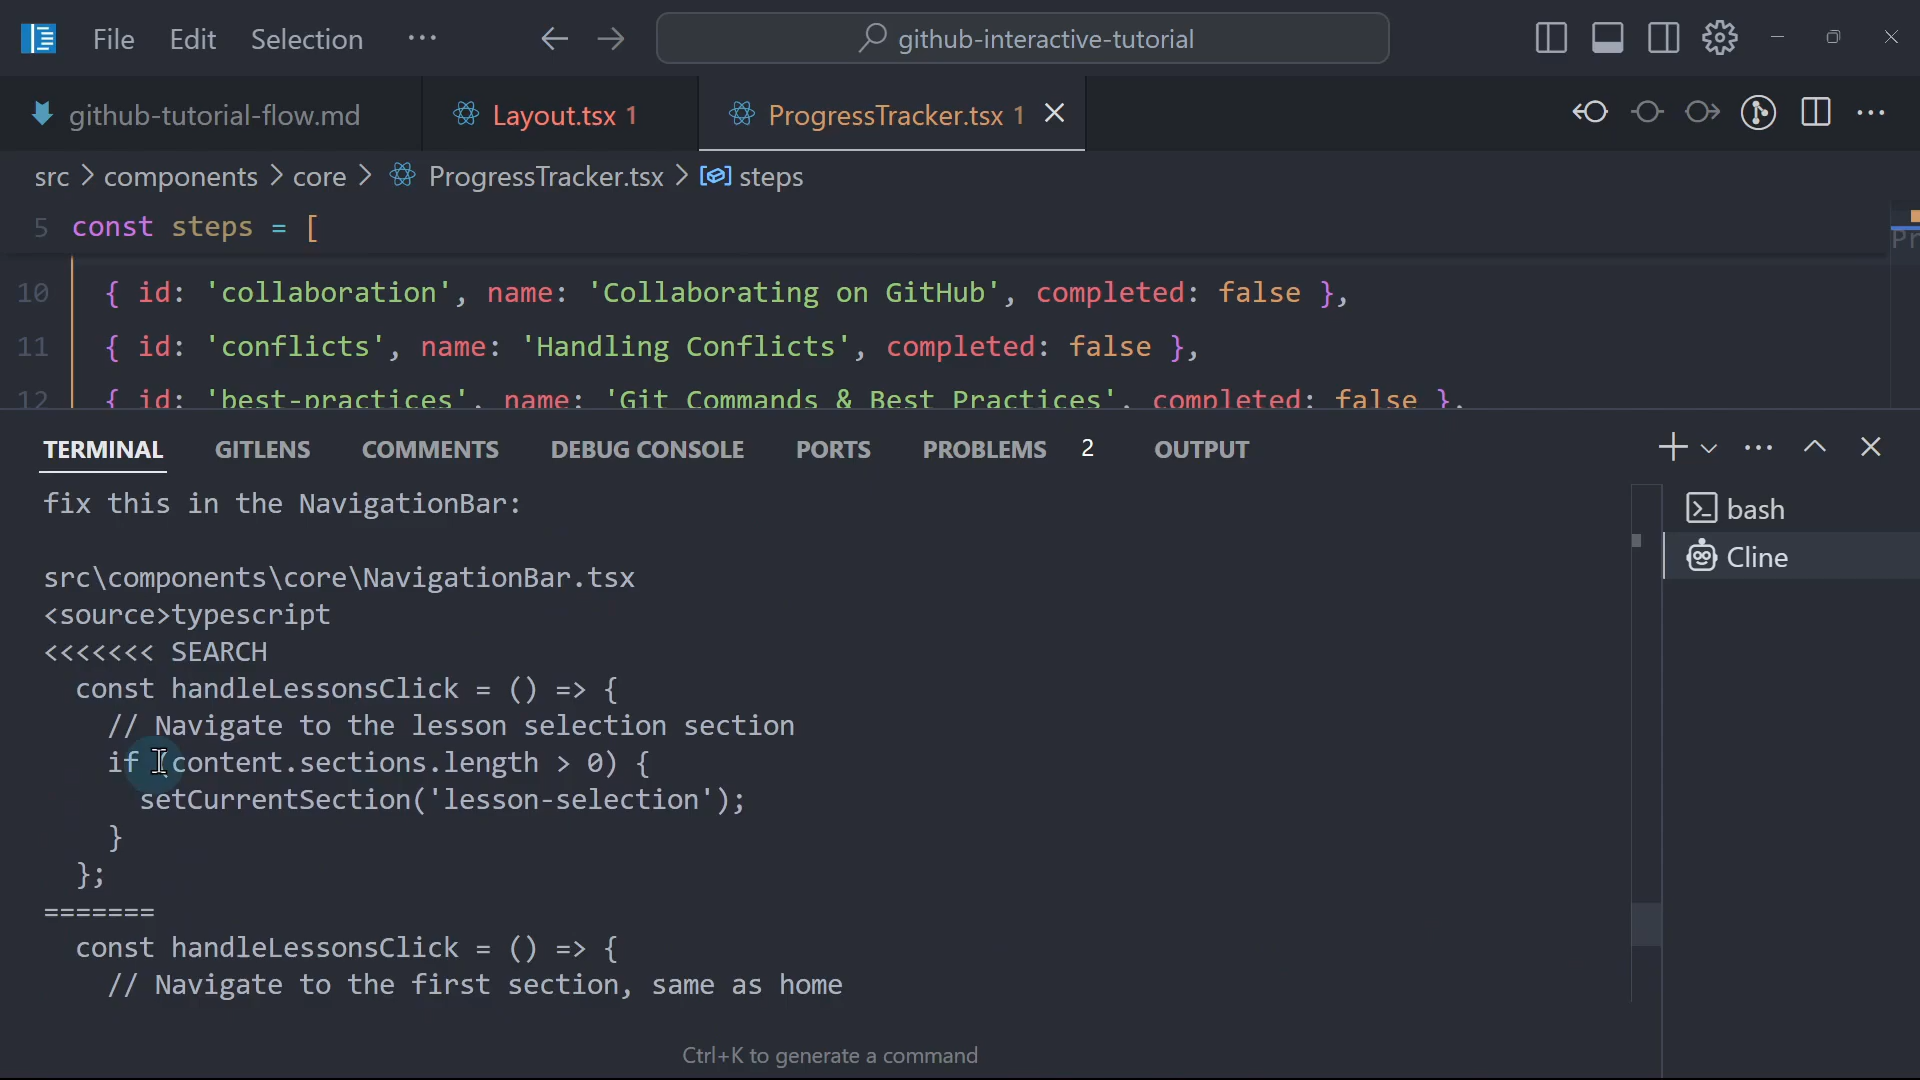 File Edit Selection ··· github-interactive-tutorial
github-tutorial-flow.md Layout.tsx 1 ProgressTracker.tsx 1
src > components > core > ProgressTracker.tsx > steps
5 const steps = [
10 { id: 'collaboration', name: 'Collaborating on GitHub', completed: false },
11 { id: 'conflicts', name: 'Handling Conflicts', completed: false },
12 { id: 'best-practices', name: 'Git Commands & Best Practices', completed: false },
TERMINAL GITLENS COMMENTS DEBUG CONSOLE PORTS PROBLEMS 2 OUTPUT
fix this in the NavigationBar:
src\components\core\NavigationBar.tsx
<source>typescript
<<<<<<< SEARCH
const handleLessonsClick = () => {
// Navigate to the lesson selection section
if (content.sections.length > 0) {
setCurrentSection('lesson-selection');
}
};
=======
const handleLessonsClick = () => {
// Navigate to the first section, same as home
bash
Cline
Ctrl+K to generate a command